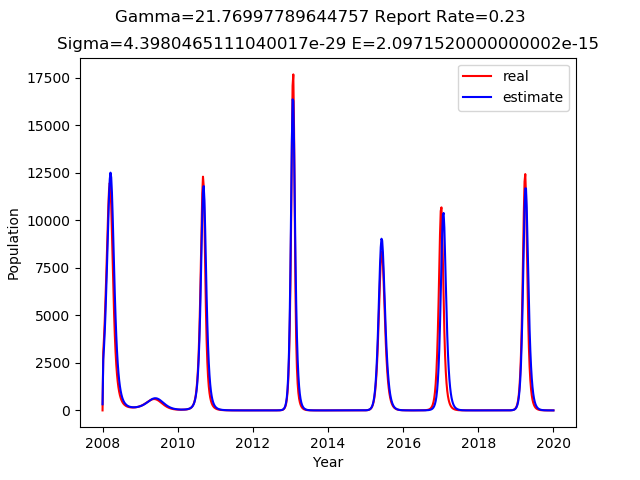 Gamma=21.76997789644757 Report Rate=0.23
Sigma=4.3980465111040017e-29 E=2.0971520000000002e-15
real
estimate
17500
15000
12500
10000
7500
5000
2500
0
Population
2008
2010
2012
2014
2016
2018
2020
Year